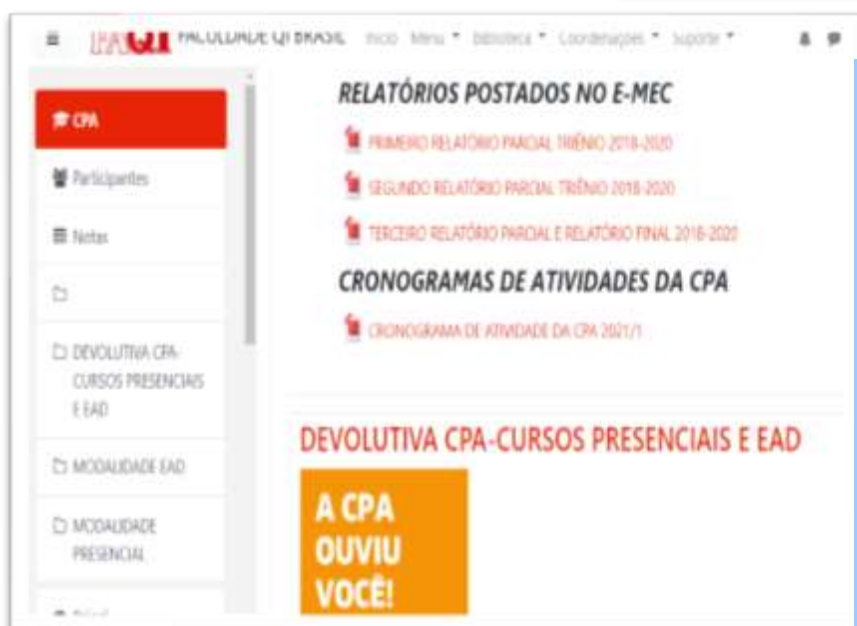 FAQI FACULDADE QI BRASIL Início Menu Biblioteca Coordenações Suporte
CPA
Participantes
Notas
DEVOLUTIVA CPA-
CURSOS PRESENCIAIS
E EAD
MODALIDADE EAD
MODALIDADE
PRESENCIAL
RELATÓRIOS POSTADOS NO E-MEC
PRIMEIRO RELATÓRIO PARCIAL TRIÊNIO 2018-2020
SEGUNDO RELATÓRIO PARCIAL TRIÊNIO 2018-2020
TERCEIRO RELATÓRIO PARCIAL E RELATÓRIO FINAL 2018-2020
CRONOGRAMAS DE ATIVIDADES DA CPA
CRONOGRAMA DE ATIVIDADE DA CPA 2021/1
DEVOLUTIVA CPA-CURSOS PRESENCIAIS E EAD
A CPA
OUVIU
VOCÊ!